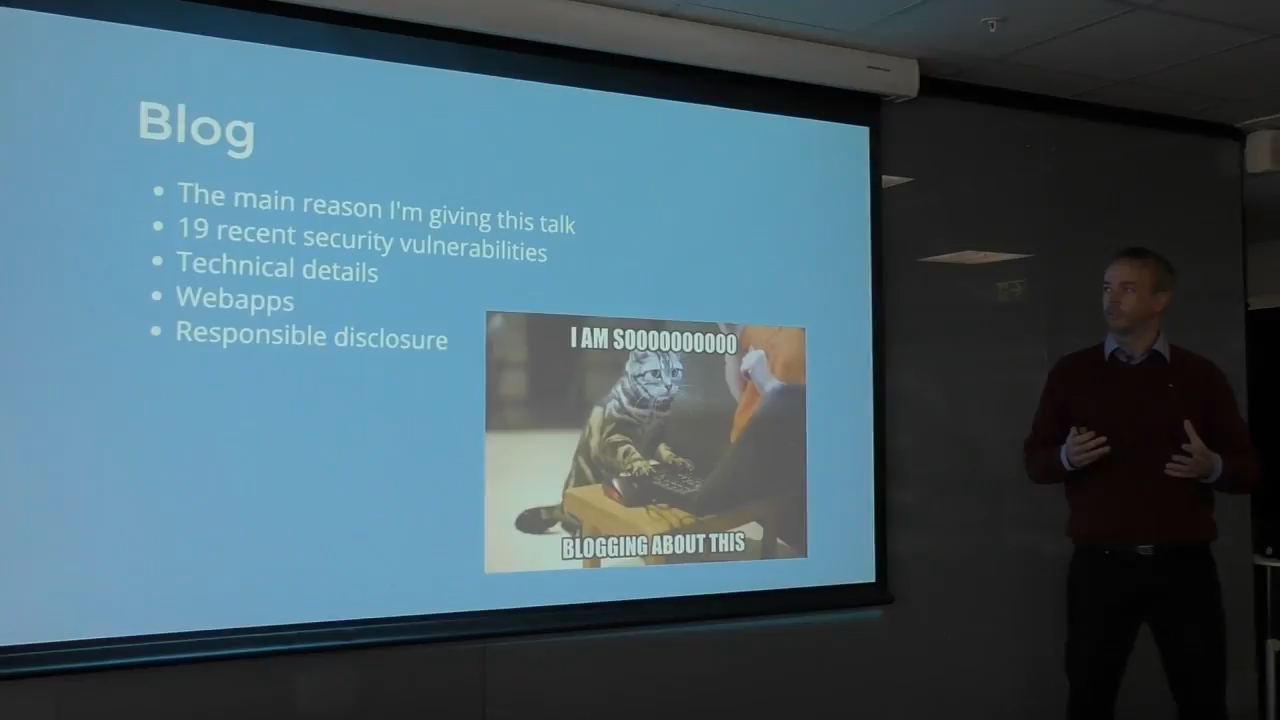 Blog
The main reason I'm giving this talk
19 recent security vulnerabilities
Technical details
Webapps
Responsible disclosure
I AM SOOOOOOOOOO
BLOGGING ABOUT THIS